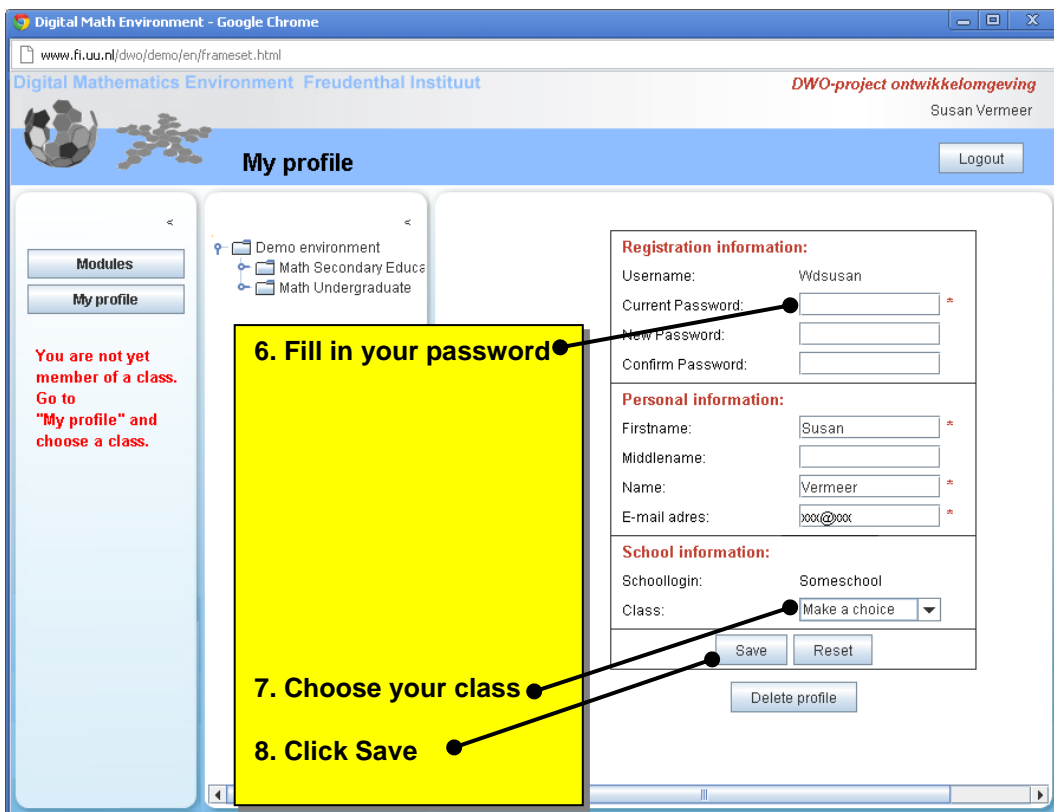 Digital Math Environment - Google Chrome
www.fi.uu.nl/dwo/demo/en/frameset.html
Digital Mathematics Environment Freudenthal Instituut
DWO-project ontwikkelomgeving
Susan Vermeer
My profile
Logout
<
Modules
My profile
You are not yet
member of a class.
Go to
"My profile" and
choose a class.
<
Demo environment
Math Secondary Educa
Math Undergraduate
6. Fill in your password
7. Choose your class
8. Click Save
Registration information:
Username: Wdsusan
Current Password: *
New Password:
Confirm Password:
Personal information:
Firstname: Susan *
Middlename:
Name: Vermeer *
E-mail adres: xxx@xxx *
School information:
Schoollogin: Someschool
Class: Make a choice
Save Reset
Delete profile